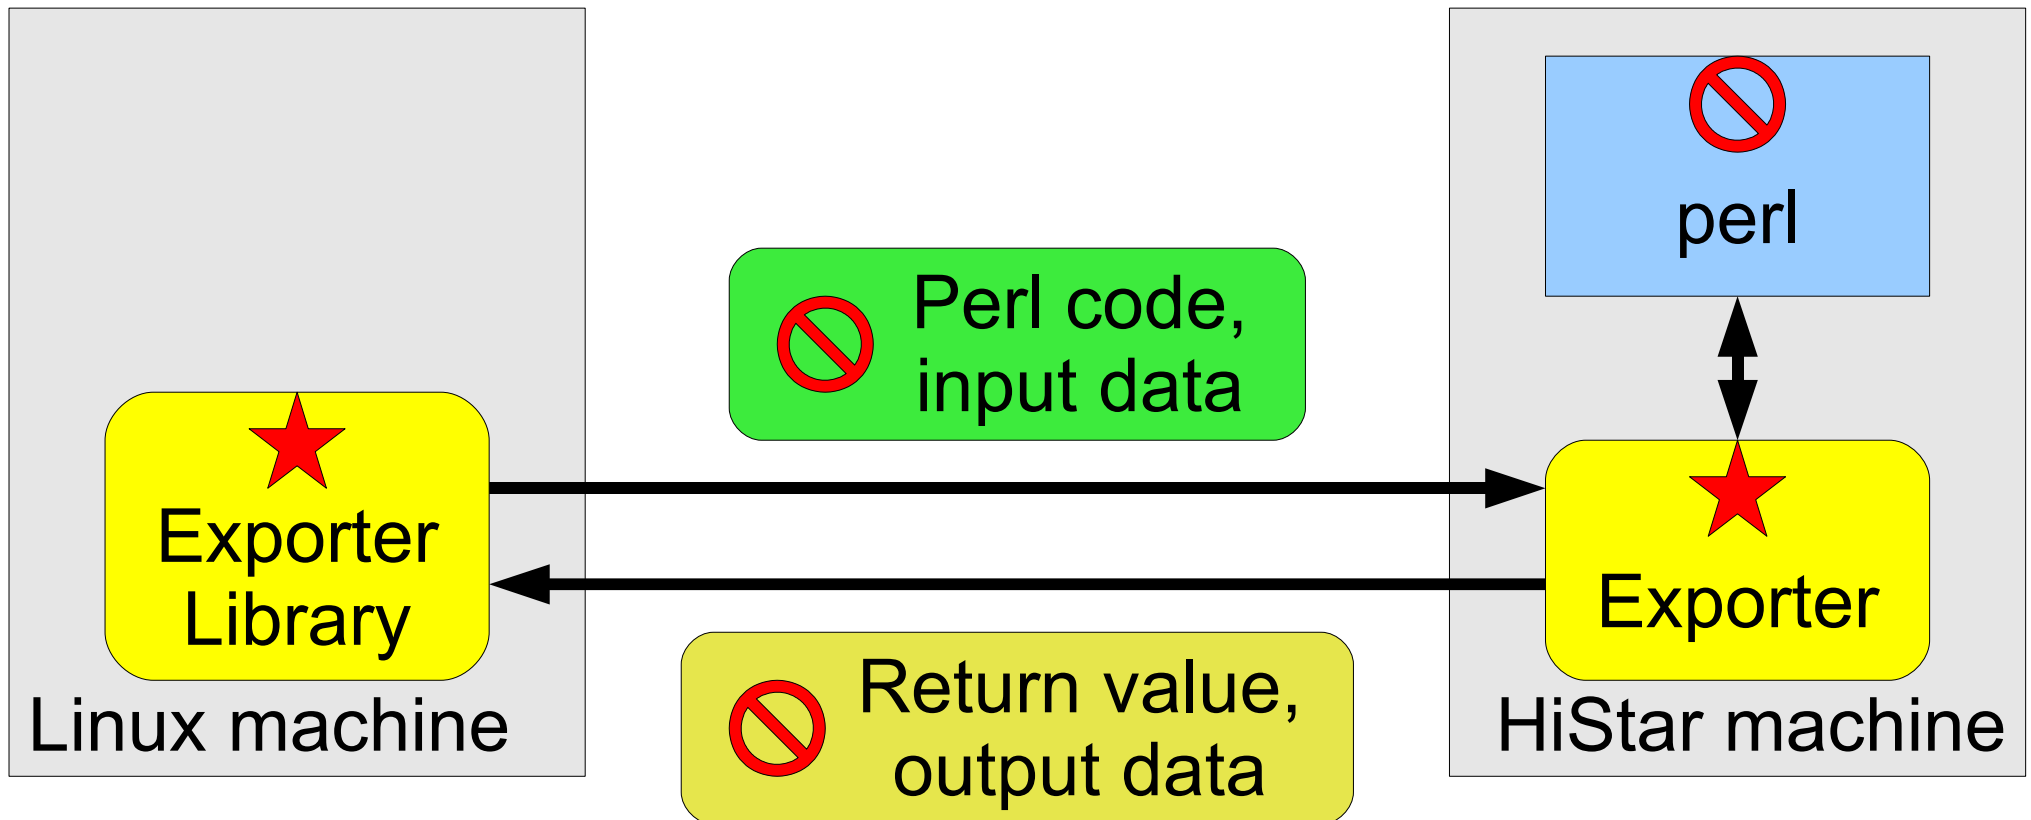 perl
Perl code,
input data
Exporter
Library
Exporter
Return value,
output data
Linux machine
HiStar machine